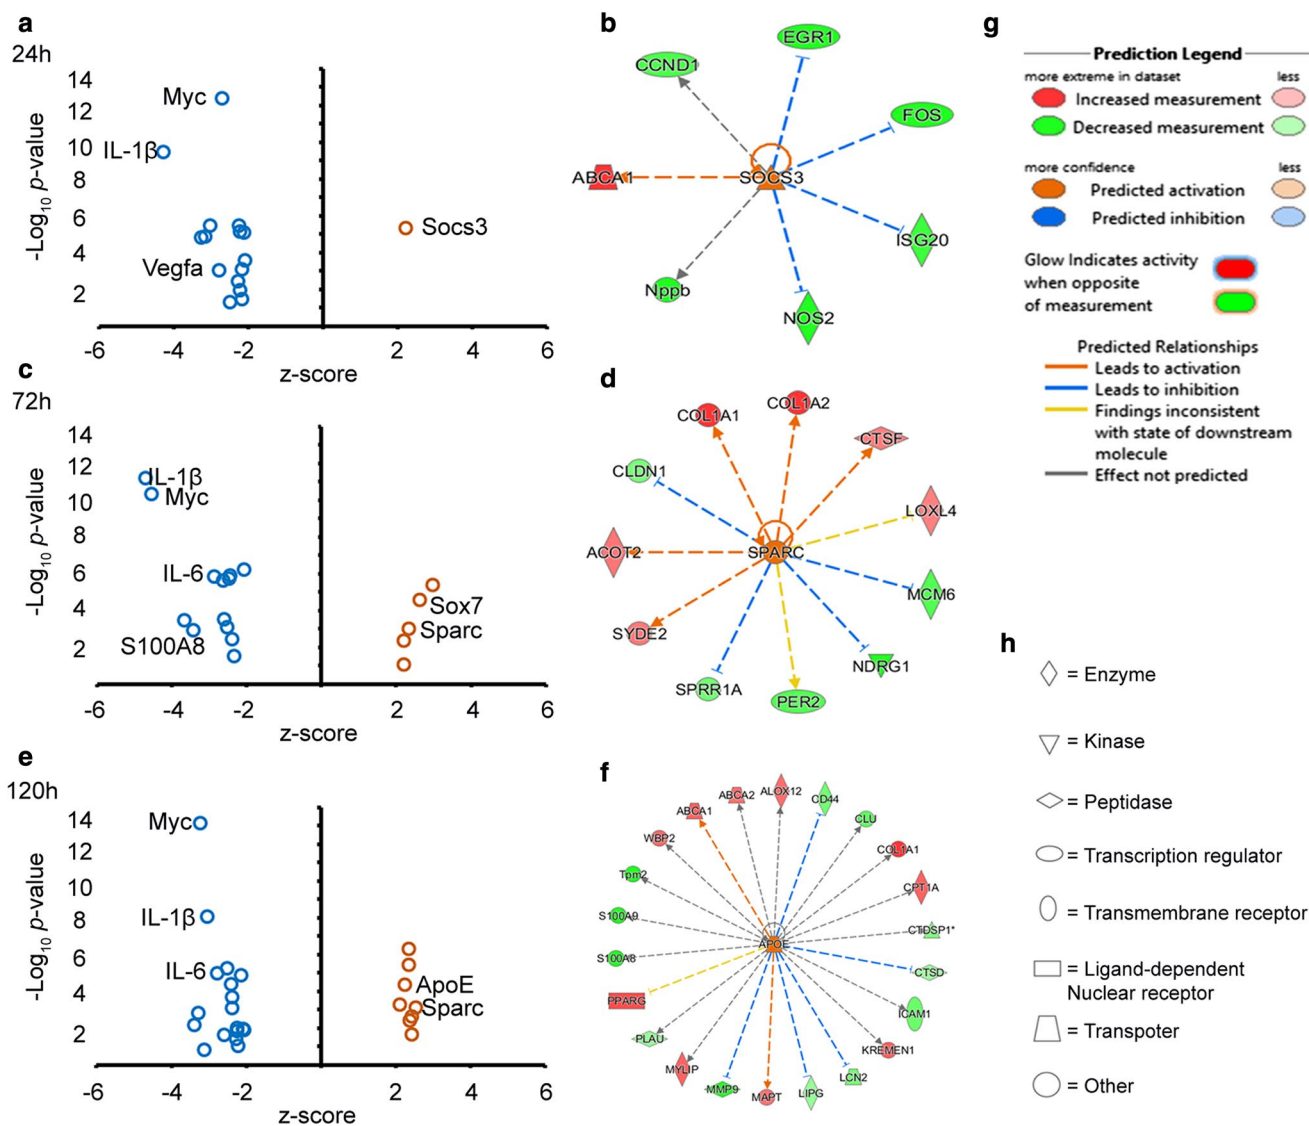 a
24h
14
12
10
8
6
4
2
-Log10 p-value
Myc
IL-1β
Vegfa
Socs3
-6
-4
-2
2
4
6
z-score
b
EGR1
CCND1
FOS
ABCA1
SOCS3
ISG20
Nppb
NOS2
c
72h
14
12
10
8
6
4
2
-Log10 p-value
IL-1β
Myc
IL-6
S100A8
Sox7
Sparc
-6
-4
-2
2
4
6
z-score
d
COL1A1
COL1A2
CTSF
CLDN1
LOXL4
ACOT2
SPARC
MCM6
SYDE2
NDRG1
SPRR1A
PER2
e
120h
14
12
10
8
6
4
2
-Log10 p-value
Myc
IL-1β
IL-6
ApoE
Sparc
-6
-4
-2
2
4
6
z-score
f
ALOX12
ABCA2
CD44
ABCA1
CLU
WBP2
COL1A1
Tpm2
CPT1A
S100A9
CTDSP1*
APOE
S100A8
CTSD
PPARG
ICAM1
PLAU
KREMEN1
MYLIP
LCN2
MMP9
MAPT
LIPG
g
Prediction Legend
more extreme in dataset less
Increased measurement
Decreased measurement
more confidence less
Predicted activation
Predicted inhibition
Glow Indicates activity
when opposite
of measurement
Predicted Relationships
Leads to activation
Leads to inhibition
Findings inconsistent
with state of downstream
molecule
Effect not predicted
h
= Enzyme
= Kinase
= Peptidase
= Transcription regulator
= Transmembrane receptor
= Ligand-dependent
Nuclear receptor
= Transpoter
= Other